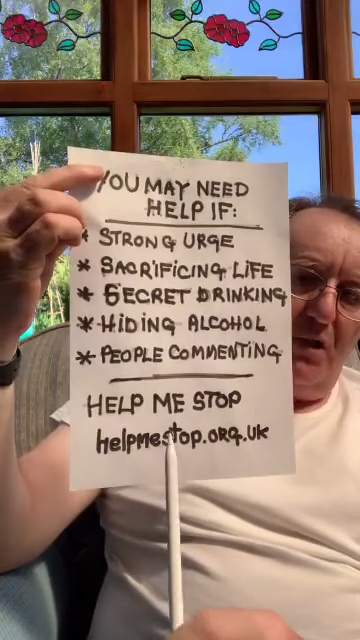 YOU MAY NEED
HELP IF:
* STRONG URGE
* SACRIFICING LIFE
* SECRET DRINKING
* HIDING ALCOHOL
* PEOPLE COMMENTING
HELP ME STOP
helpmestop.org.uk